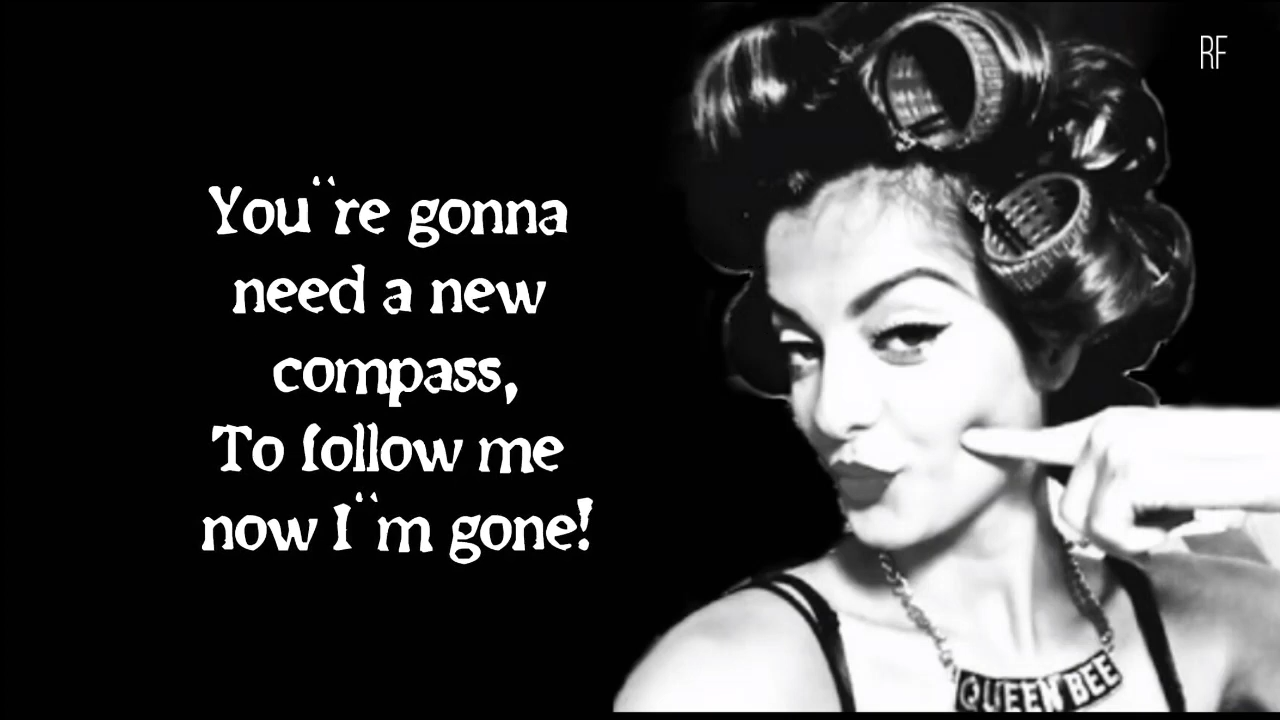 RF
You¨re gonna
need a new
compass,
To follow me
now I¨m gone!
QUEEN BEE